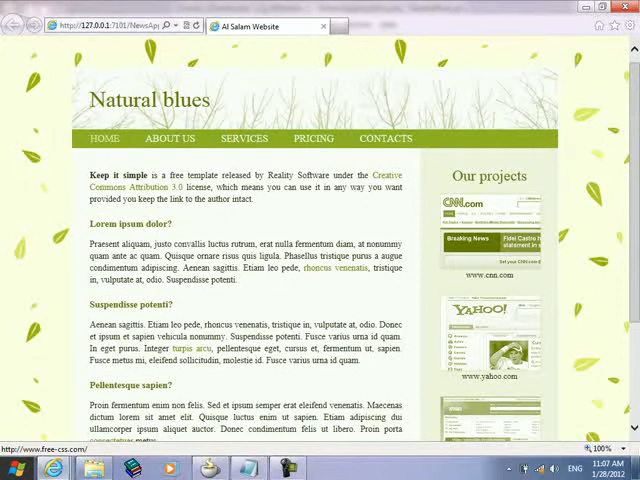 http://127.0.0.1:7101/NewsAp
Al Salam Website
Natural blues
HOME ABOUT US SERVICES PRICING CONTACTS
Keep it simple is a free template released by Reality Software under the Creative
Commons Attribution 3.0 license, which means you can use it in any way you want
provided you keep the link to the author intact.
Lorem ipsum dolor?
Praesent aliquam, justo convallis luctus rutrum, erat nulla fermentum diam, at nonummy
quam ante ac quam. Quisque ornare risus quis ligula. Phasellus tristique purus a augue
condimentum adipiscing. Aenean sagittis. Etiam leo pede, rhoncus venenatis, tristique
in, vulputate at, odio. Suspendisse potenti.
Suspendisse potenti?
Aenean sagittis. Etiam leo pede, rhoncus venenatis, tristique in, vulputate at, odio. Donec
et ipsum et sapien vehicula nonummy. Suspendisse potenti. Fusce varius urna id quam.
In eget purus. Integer turpis arcu, pellentesque eget, cursus et, fermentum ut, sapien.
Fusce metus mi, eleifend sollicitudin, molestie id. Fusce varius urna id quam.
Pellentesque sapien?
Proin fermentum enim non felis. Sed et ipsum semper erat eleifend venenatis. Maecenas
dictum lorem sit amet elit. Quisque luctus enim ut sapien. Etiam adipiscing dui
ullamcorper ipsum aliquet auctor. Donec condimentum felis ut libero. Proin porta
consectetuer metus
Our projects
CNN.com
Breaking News
Fidel Castro h
statement in s
www.cnn.com
YAHOO!
www.yahoo.com
http://www.free-css.com/
100%
ENG
11:07 AM
1/28/2012